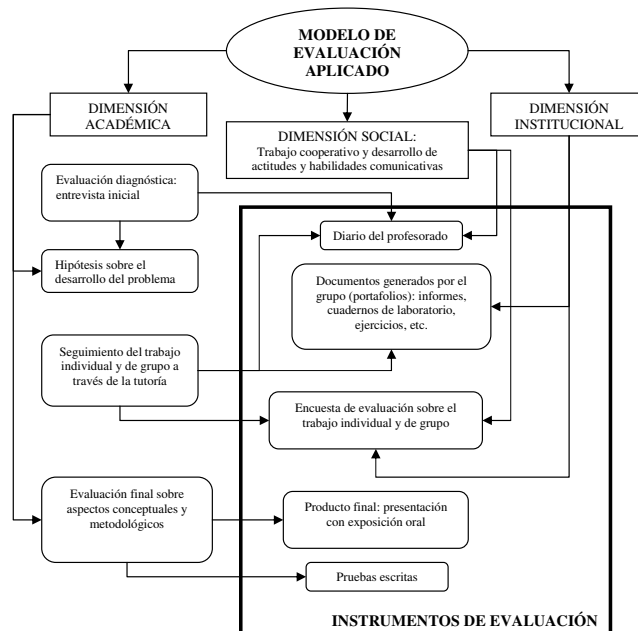 MODELO DE
EVALUACIÓN
APLICADO
DIMENSIÓN
ACADÉMICA
DIMENSIÓN SOCIAL:
Trabajo cooperativo y desarrollo de
actitudes y habilidades comunicativas
DIMENSIÓN
INSTITUCIONAL
Evaluación diagnóstica:
entrevista inicial
Diario del profesorado
Hipótesis sobre el
desarrollo del problema
Documentos generados por el
grupo (portafolios): informes,
cuadernos de laboratorio,
ejercicios, etc.
Seguimiento del trabajo
individual y de grupo a
través de la tutoría
Encuesta de evaluación sobre el
trabajo individual y de grupo
Evaluación final sobre
aspectos conceptuales y
metodológicos
Producto final: presentación
con exposición oral
Pruebas escritas
INSTRUMENTOS DE EVALUACIÓN